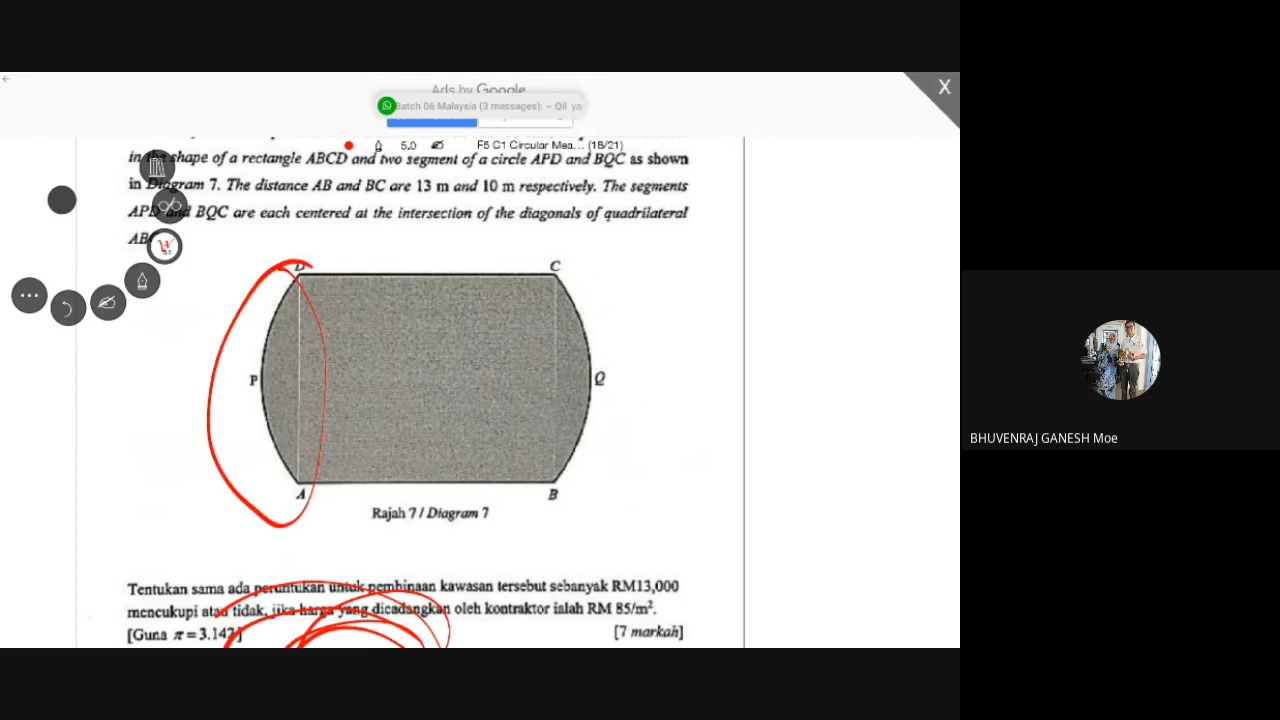 Ads by Google
Batch 06 Malaysia (3 messages): ~ Qil ya
X
5.0
F5 C1 Circular Mea... (18/21)
in the shape of a rectangle ABCD and two segment of a circle APD and BQC as shown
in Diagram 7. The distance AB and BC are 13 m and 10 m respectively. The segments
APD and BQC are each centered at the intersection of the diagonals of quadrilateral
D
C
P
Q
A
B
Rajah 7 / Diagram 7
Tentukan sama ada peruntukan untuk pembinaan kawasan tersebut sebanyak RM13,000
mencukupi atau tidak, jika harga yang dicadangkan oleh kontraktor ialah RM 85/m².
[Guna π = 3.142]
[7 markah]
BHUVENRAJ GANESH Moe